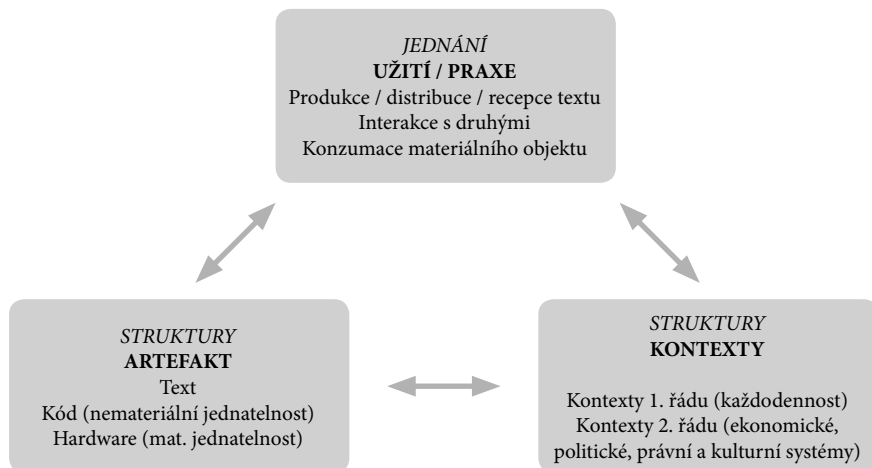 JEDNÁNÍ
UŽITÍ / PRAXE
Produkce / distribuce / recepce textu
Interakce s druhými
Konzumace materiálního objektu
STRUKTURY
ARTEFAKT
Text
Kód (nemateriální jednatelnost)
Hardware (mat. jednatelnost)
STRUKTURY
KONTEXTY
Kontexty 1. řádu (každodennost)
Kontexty 2. řádu (ekonomické,
politické, právní a kulturní systémy)